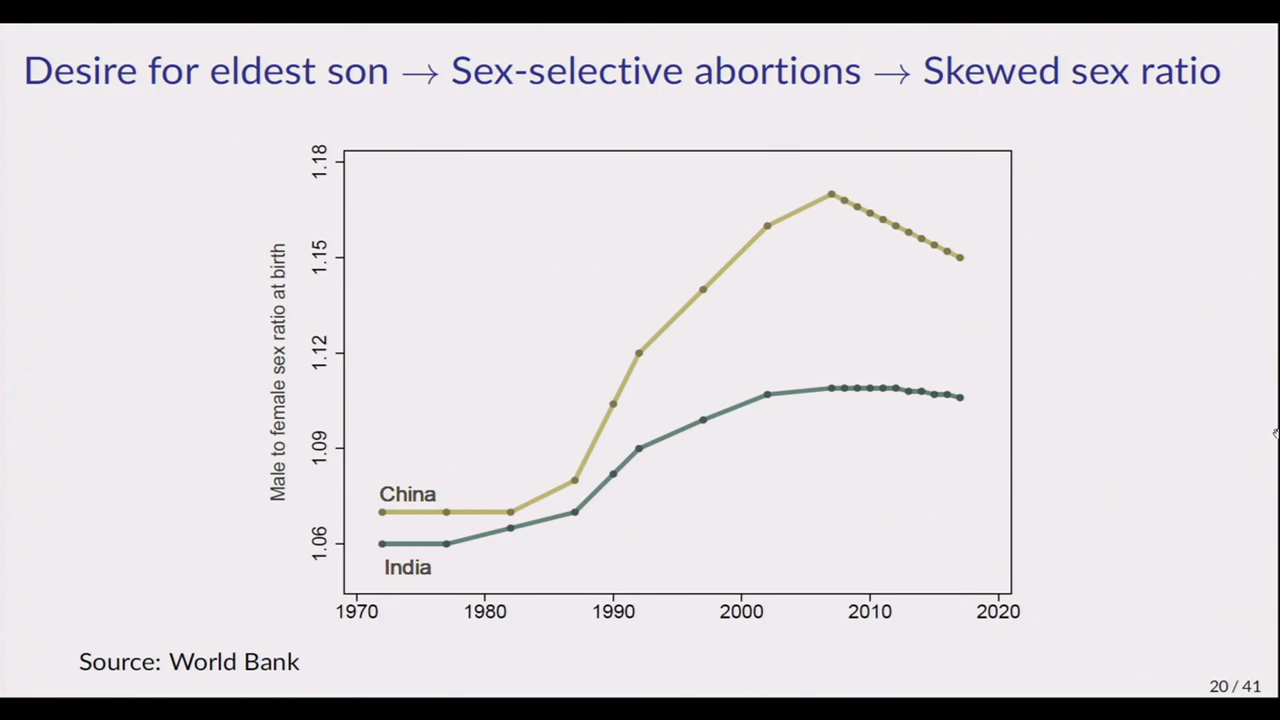 Desire for eldest son → Sex-selective abortions → Skewed sex ratio
1.18
1.15
1.12
1.09
1.06
Male to female sex ratio at birth
China
India
1970 1980 1990 2000 2010 2020
Source: World Bank
20 / 41